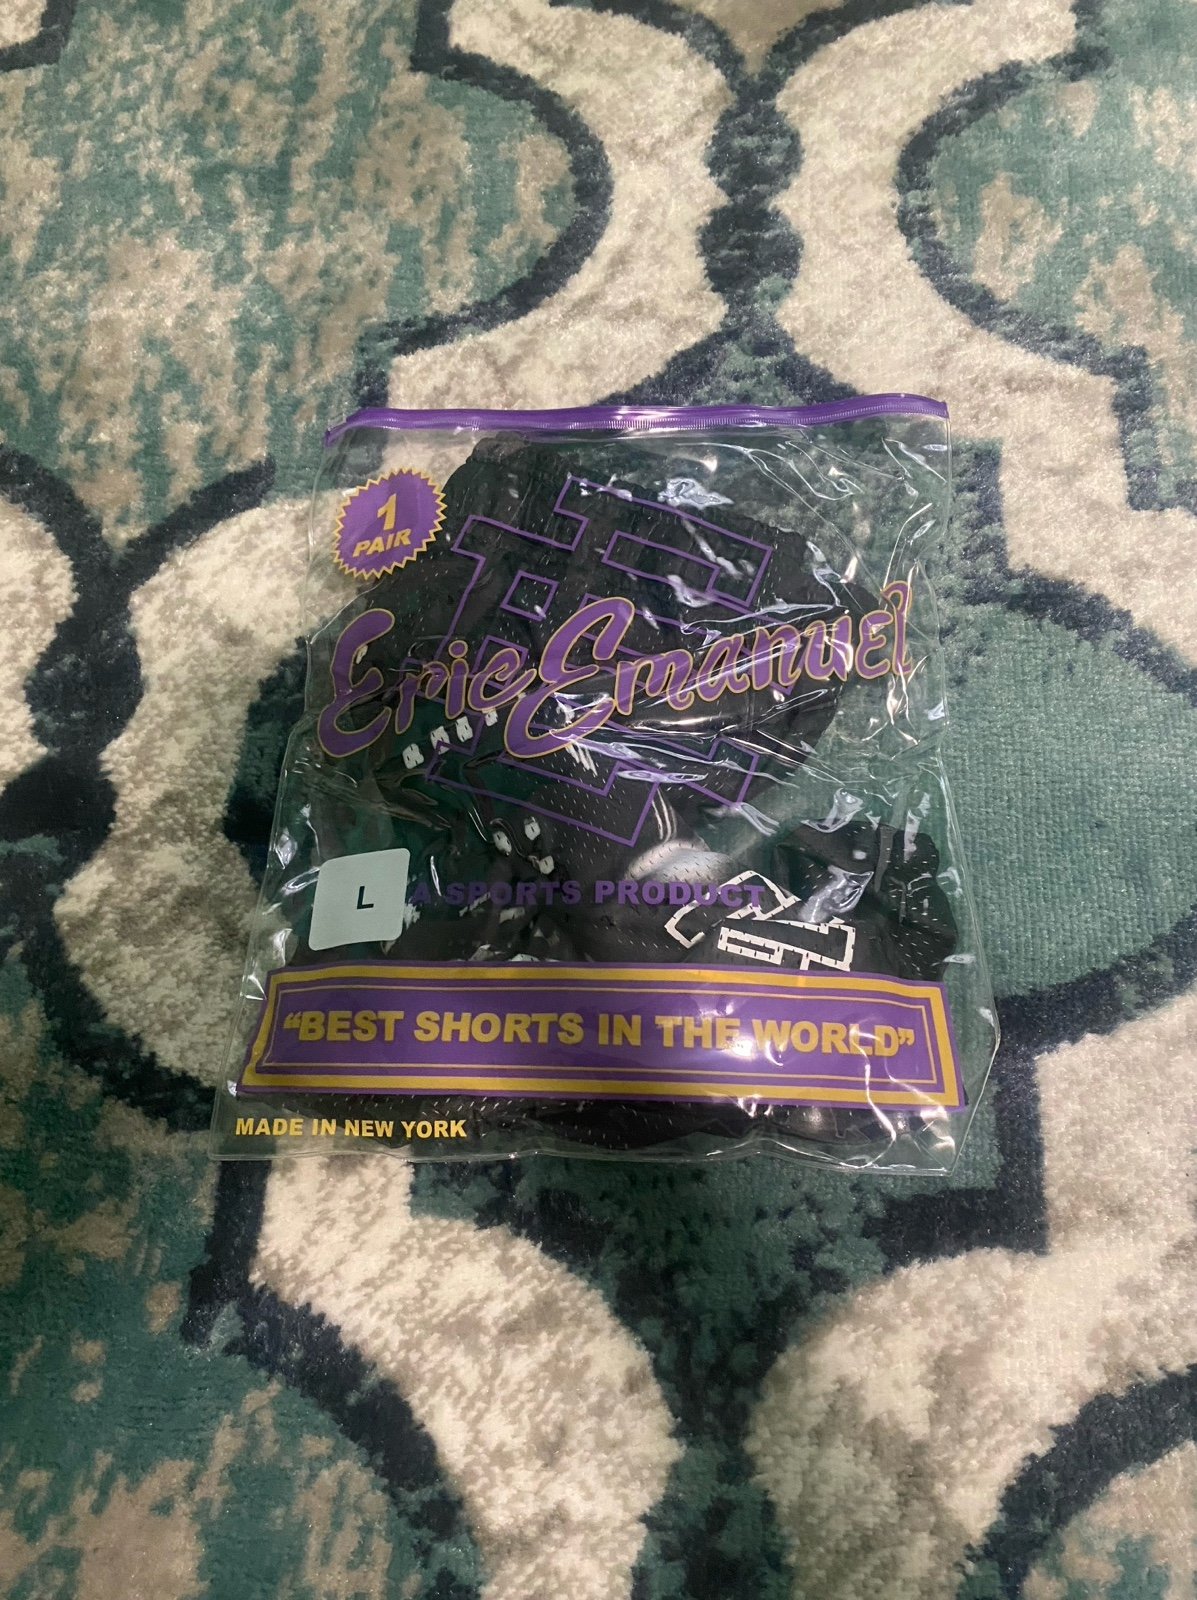 1
PAIR
Eric Emanuel
L
A SPORTS PRODUCT
“BEST SHORTS IN THE WORLD”
MADE IN NEW YORK